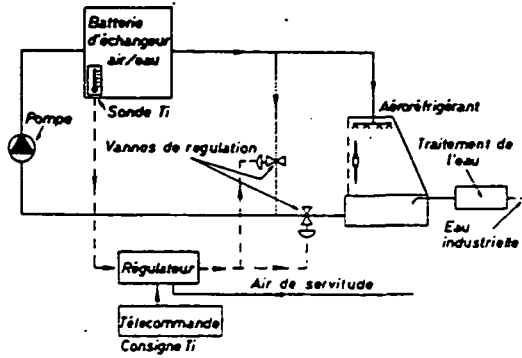 Batterie
d'échangeur
air/eau
Sonde Ti
Pompe
Vannes de regulation
Aéroréfrigérant
Traitement de
l'eau
Eau
industrielle
Régulateur
Air de servitude
Télécommande
Consigne Ti